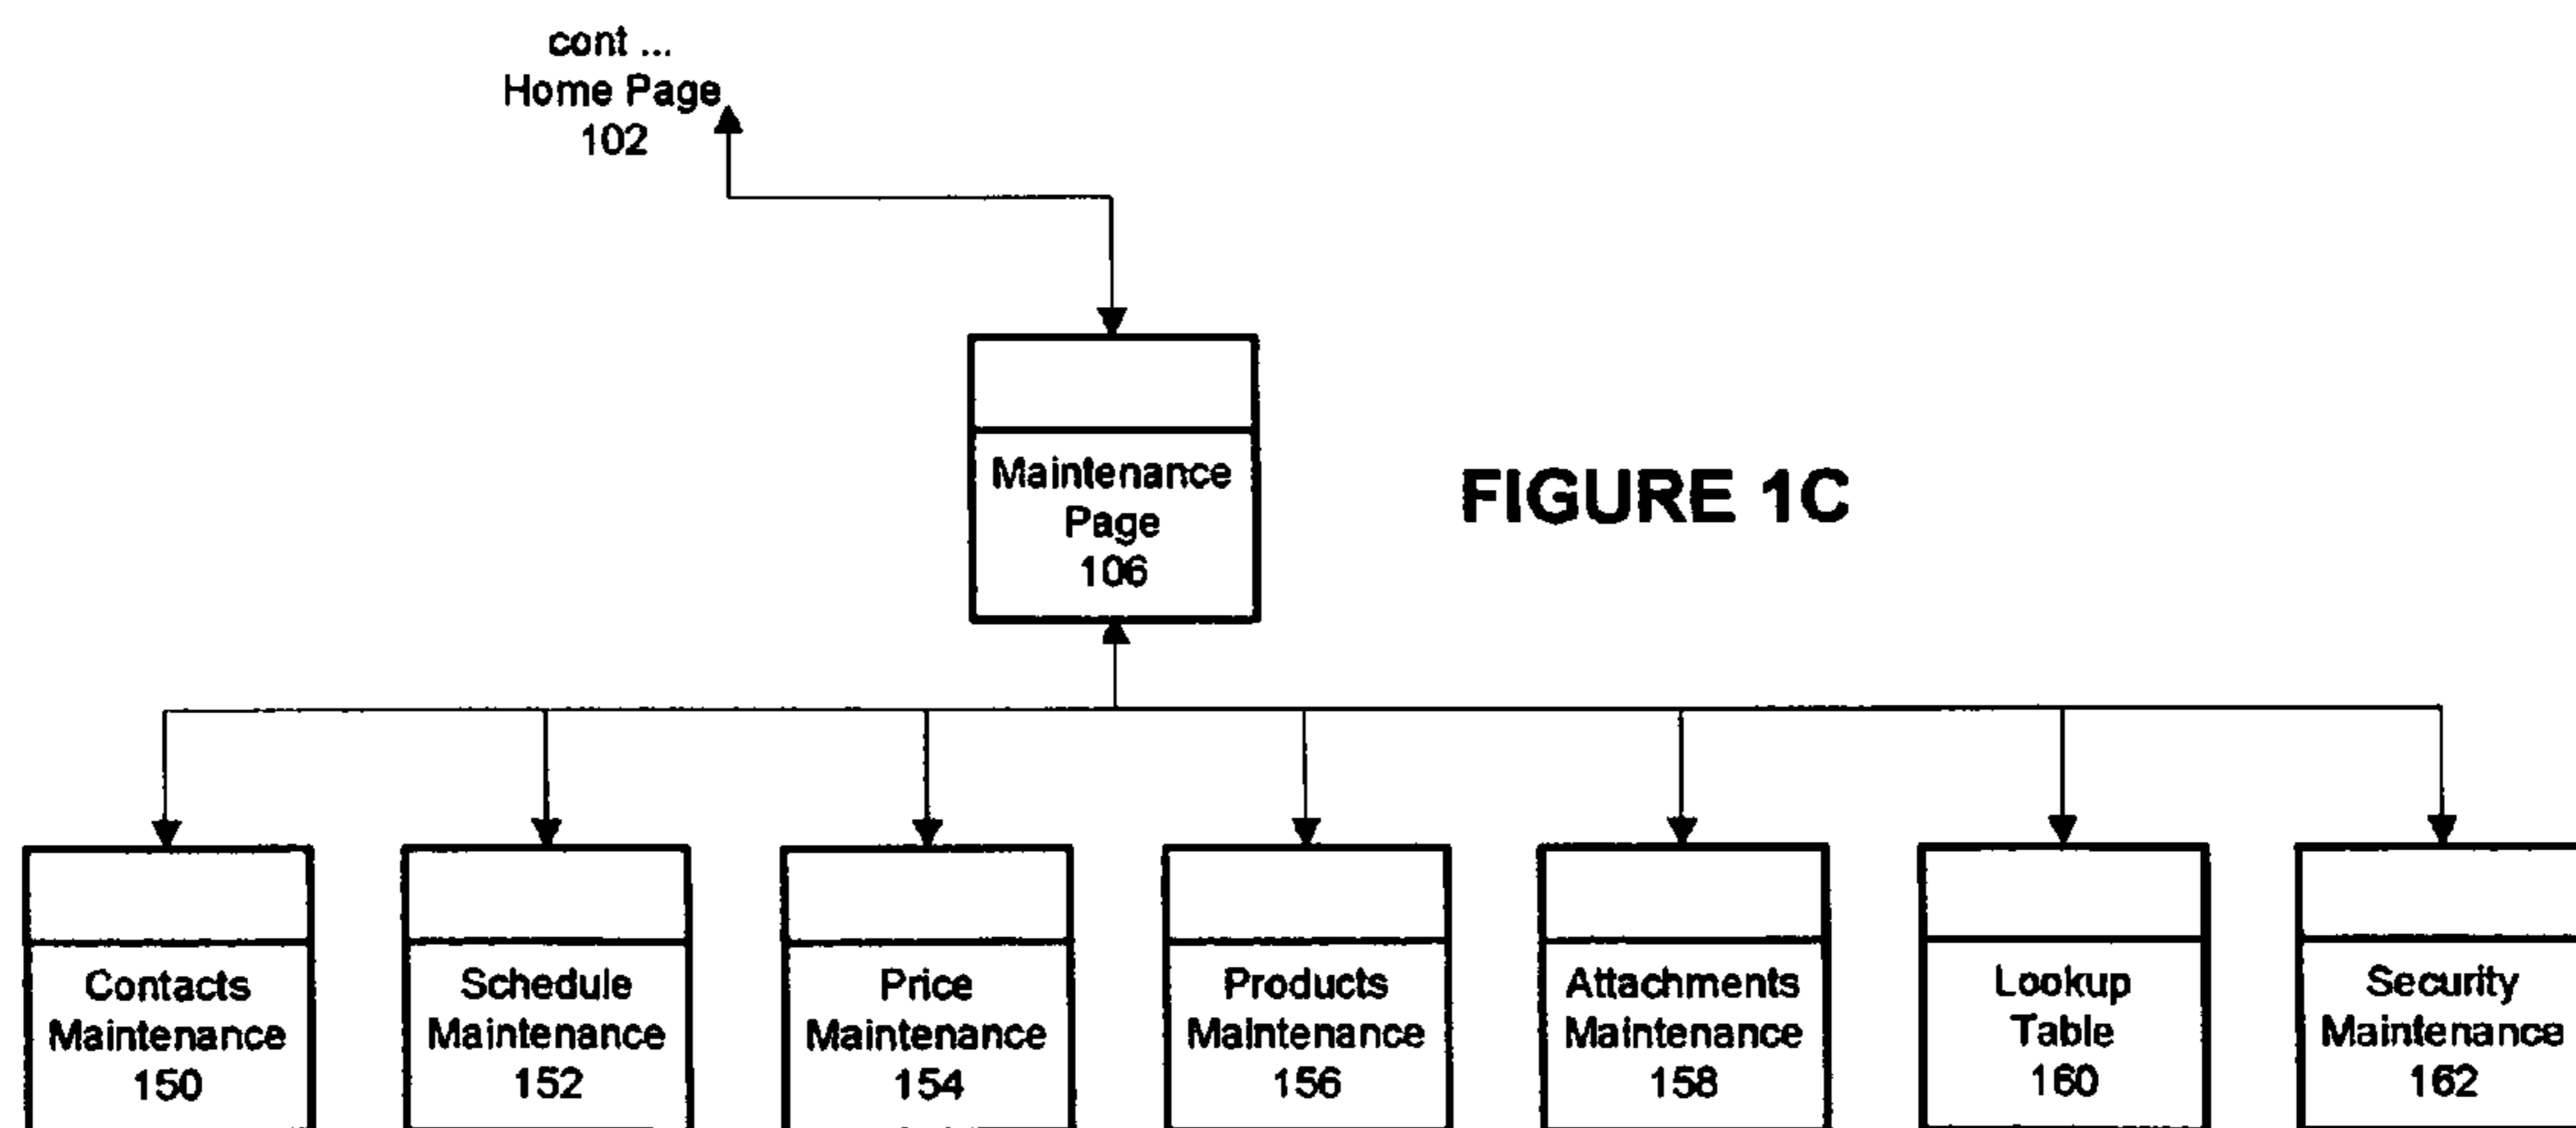 cont ...
Home Page
102
Maintenance
Page
106
FIGURE 1C
Contacts
Maintenance
150
Schedule
Maintenance
152
Price
Maintenance
154
Products
Maintenance
156
Attachments
Maintenance
158
Lookup
Table
160
Security
Maintenance
162